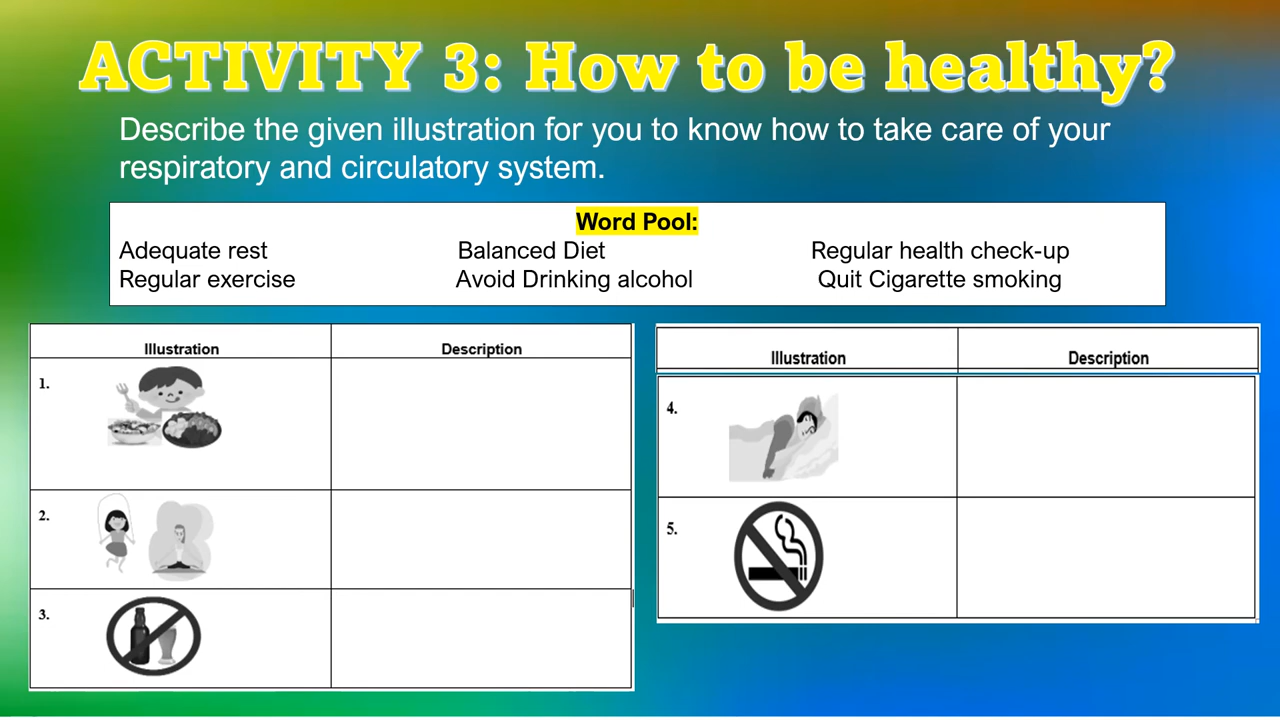 ACTIVITY 3: How to be healthy?
Describe the given illustration for you to know how to take care of your
respiratory and circulatory system.
Word Pool:
Adequate rest Balanced Diet Regular health check-up
Regular exercise Avoid Drinking alcohol Quit Cigarette smoking
Illustration Description
1.
2.
3.
Illustration Description
4.
5.